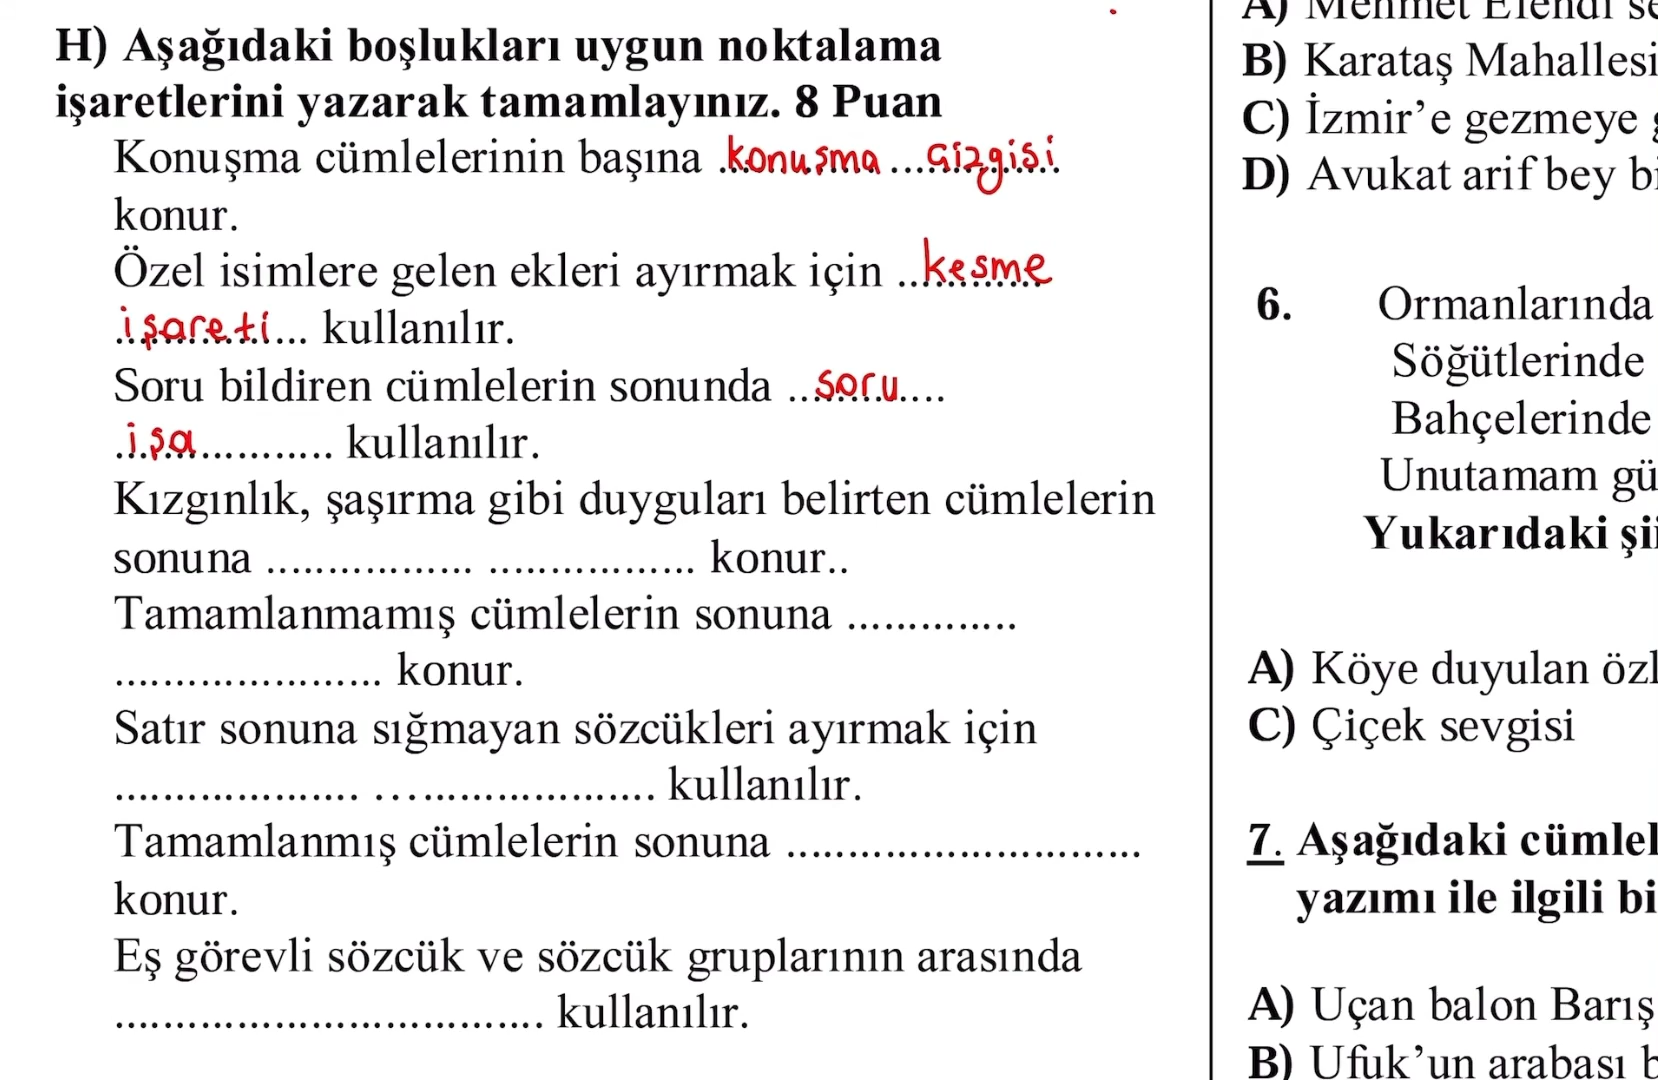 H) Aşağıdaki boşlukları uygun noktalama
işaretlerini yazarak tamamlayınız. 8 Puan
Konuşma cümlelerinin başına .konuşma ...çizgisi.
konur.
Özel isimlere gelen ekleri ayırmak için ..kesme
işareti... kullanılır.
Soru bildiren cümlelerin sonunda ..soru....
.işa............ kullanılır.
Kızgınlık, şaşırma gibi duyguları belirten cümlelerin
sonuna ................. ................. konur..
Tamamlanmamış cümlelerin sonuna ..............
...................... konur.
Satır sonuna sığmayan sözcükleri ayırmak için
.................... ....................... kullanılır.
Tamamlanmış cümlelerin sonuna .............................
konur.
Eş görevli sözcük ve sözcük gruplarının arasında
................................... kullanılır.
A) Mehmet Efendi se
B) Karataş Mahallesi
C) İzmir’e gezmeye
D) Avukat arif bey bi
6. Ormanlarında
Söğütlerinde
Bahçelerinde
Unutamam gü
Yukarıdaki şii
A) Köye duyulan özl
C) Çiçek sevgisi
7. Aşağıdaki cümlel
yazımı ile ilgili bi
A) Uçan balon Barış
B) Ufuk’un arabası b